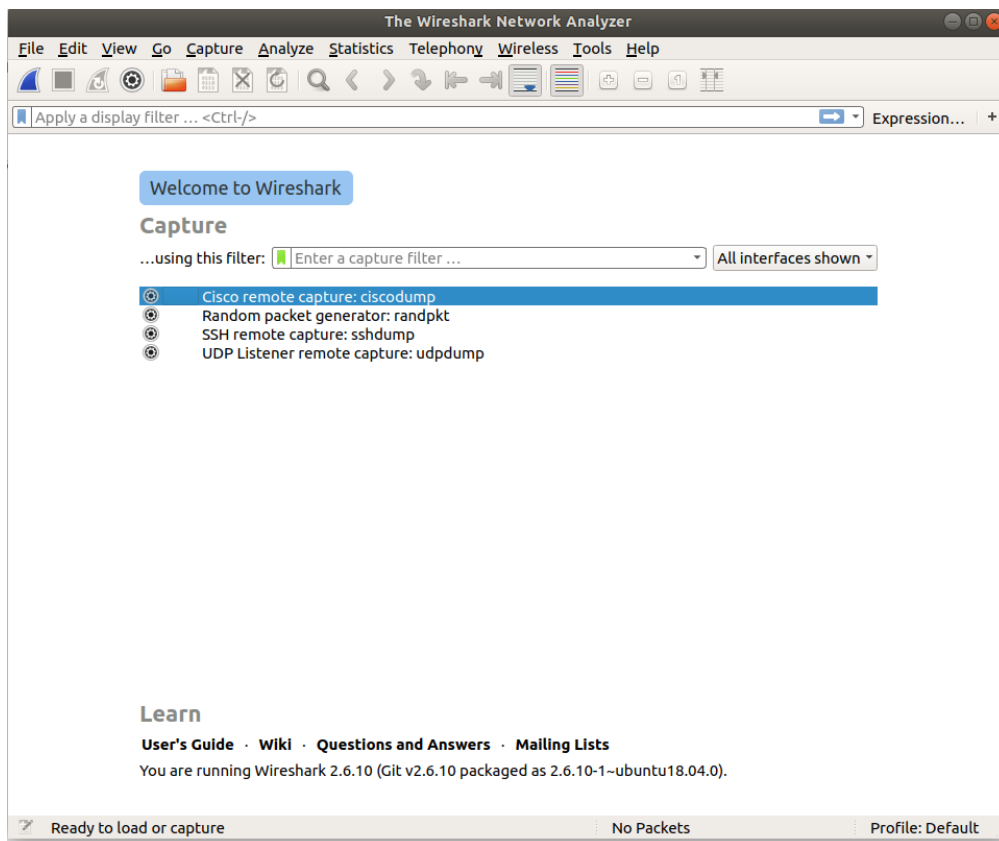 The Wireshark Network Analyzer
File Edit View Go Capture Analyze Statistics Telephony Wireless Tools Help
Apply a display filter … <Ctrl-/> Expression… +
Welcome to Wireshark
Capture
…using this filter: Enter a capture filter … All interfaces shown
Cisco remote capture: ciscodump
Random packet generator: randpkt
SSH remote capture: sshdump
UDP Listener remote capture: udpdump
Learn
User's Guide · Wiki · Questions and Answers · Mailing Lists
You are running Wireshark 2.6.10 (Git v2.6.10 packaged as 2.6.10-1~ubuntu18.04.0).
Ready to load or capture No Packets Profile: Default